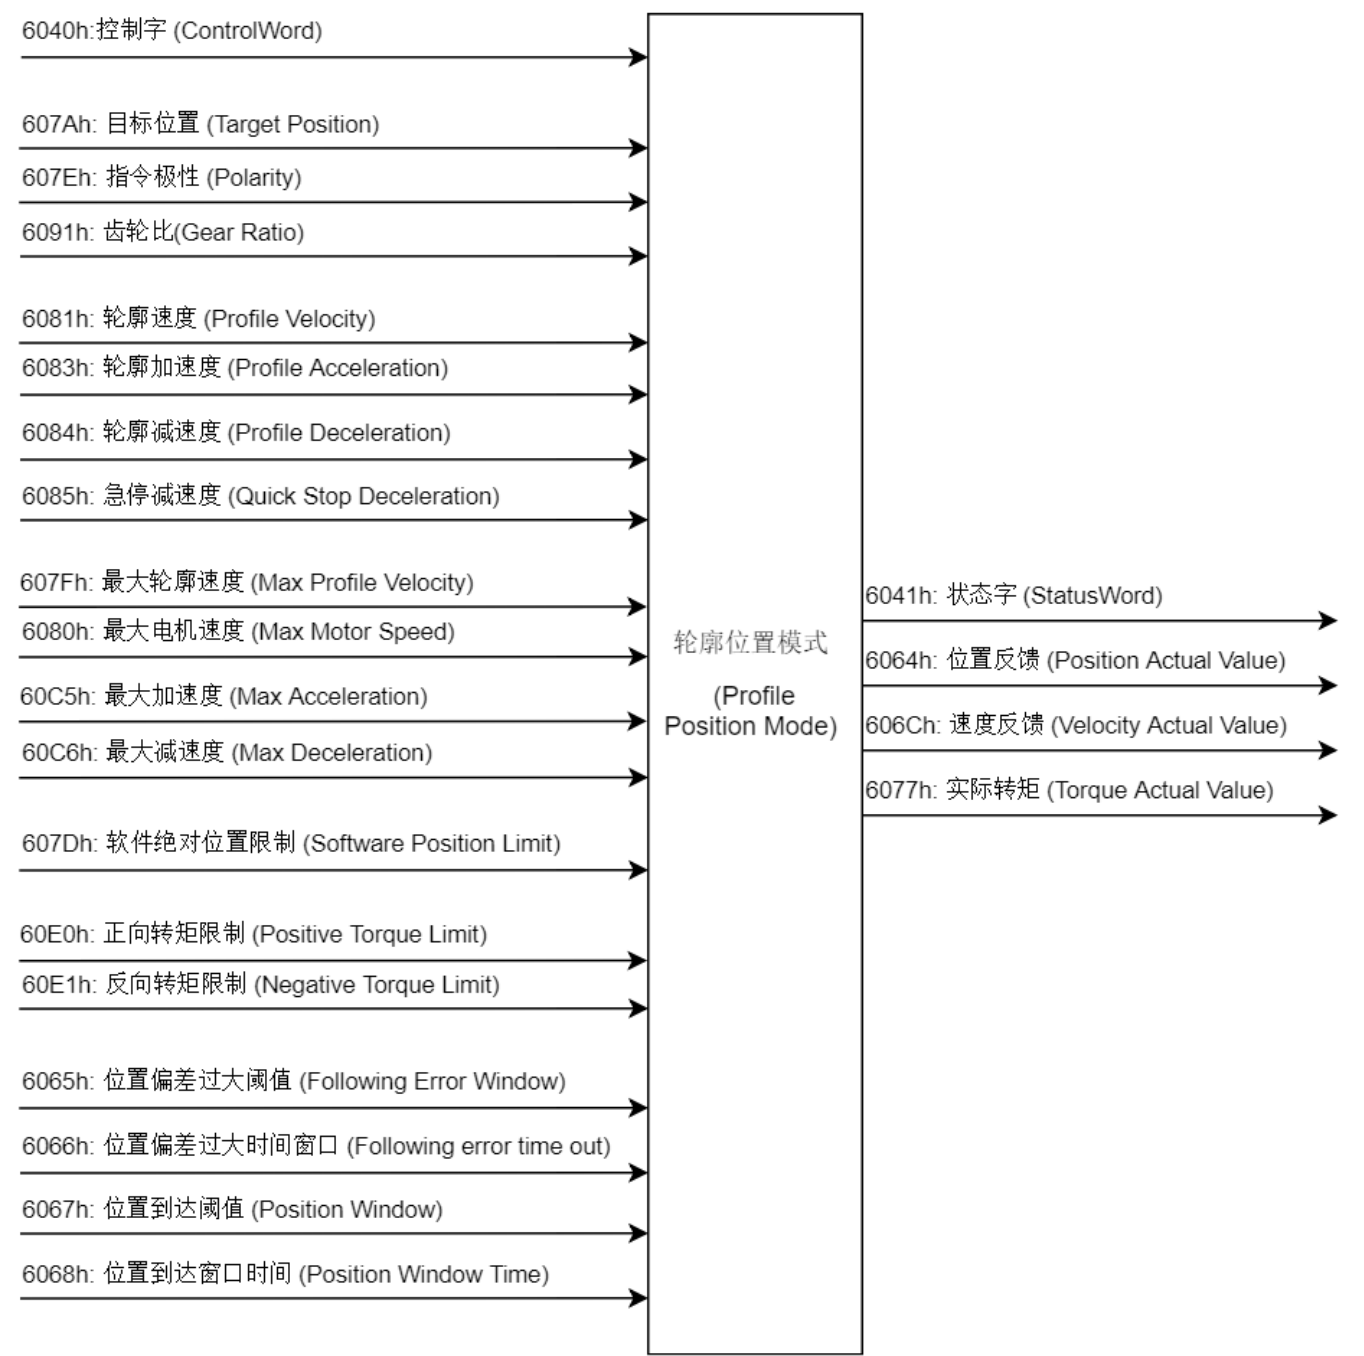 6040h:控制字 (ControlWord)
607Ah: 目标位置 (Target Position)
607Eh: 指令极性 (Polarity)
6091h: 齿轮比(Gear Ratio)
6081h: 轮廓速度 (Profile Velocity)
6083h: 轮廓加速度 (Profile Acceleration)
6084h: 轮廓减速度 (Profile Deceleration)
6085h: 急停减速度 (Quick Stop Deceleration)
607Fh: 最大轮廓速度 (Max Profile Velocity)
6080h: 最大电机速度 (Max Motor Speed)
60C5h: 最大加速度 (Max Acceleration)
60C6h: 最大减速度 (Max Deceleration)
607Dh: 软件绝对位置限制 (Software Position Limit)
60E0h: 正向转矩限制 (Positive Torque Limit)
60E1h: 反向转矩限制 (Negative Torque Limit)
6065h: 位置偏差过大阈值 (Following Error Window)
6066h: 位置偏差过大时间窗口 (Following error time out)
6067h: 位置到达阈值 (Position Window)
6068h: 位置到达窗口时间 (Position Window Time)
轮廓位置模式
(Profile
Position Mode)
6041h: 状态字 (StatusWord)
6064h: 位置反馈 (Position Actual Value)
606Ch: 速度反馈 (Velocity Actual Value)
6077h: 实际转矩 (Torque Actual Value)